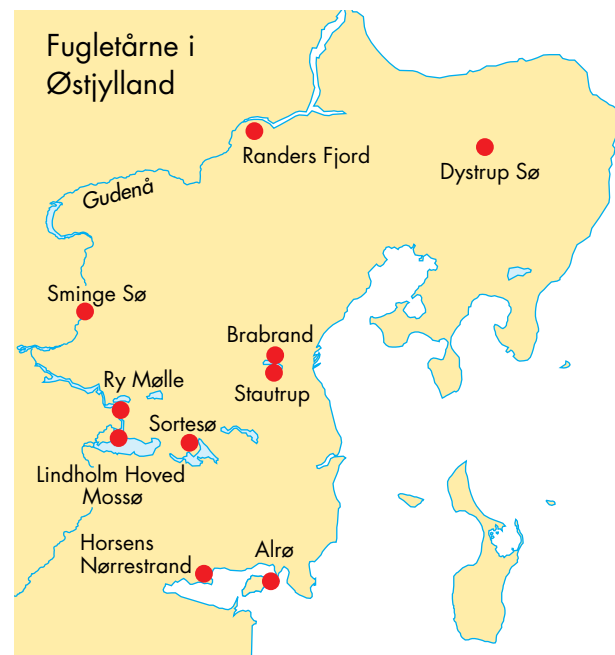 Fugletårne i
Østjylland
Randers Fjord
Dystrup Sø
Gudenå
Sminge Sø
Brabrand
Ry Mølle
Stautrup
Sortesø
Lindholm Hoved
Mossø
Horsens
Nørrestrand
Alrø